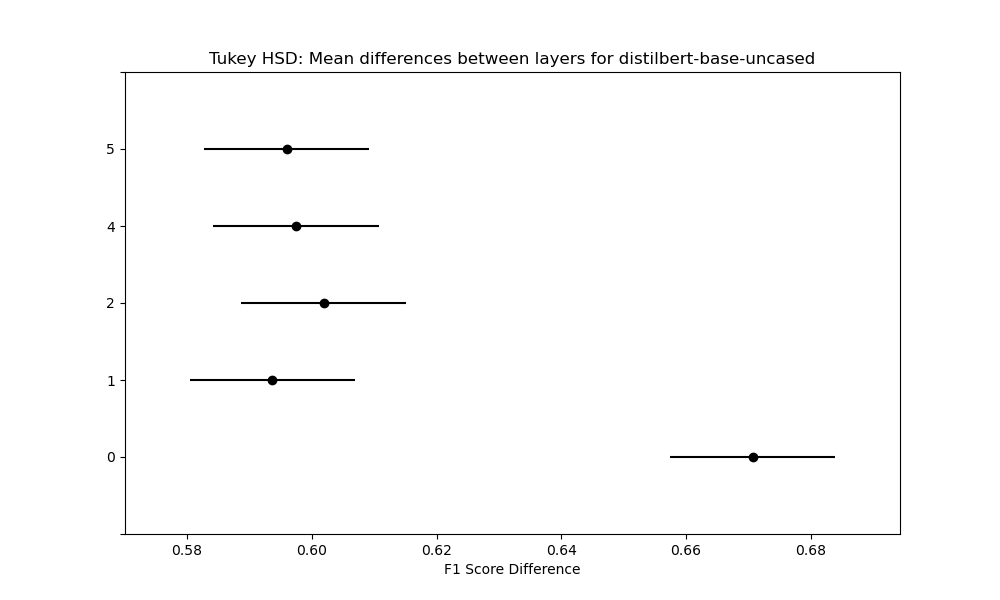 Tukey HSD: Mean differences between layers for distilbert-base-uncased
5
4
2
1
0
0.58 0.60 0.62 0.64 0.66 0.68
F1 Score Difference